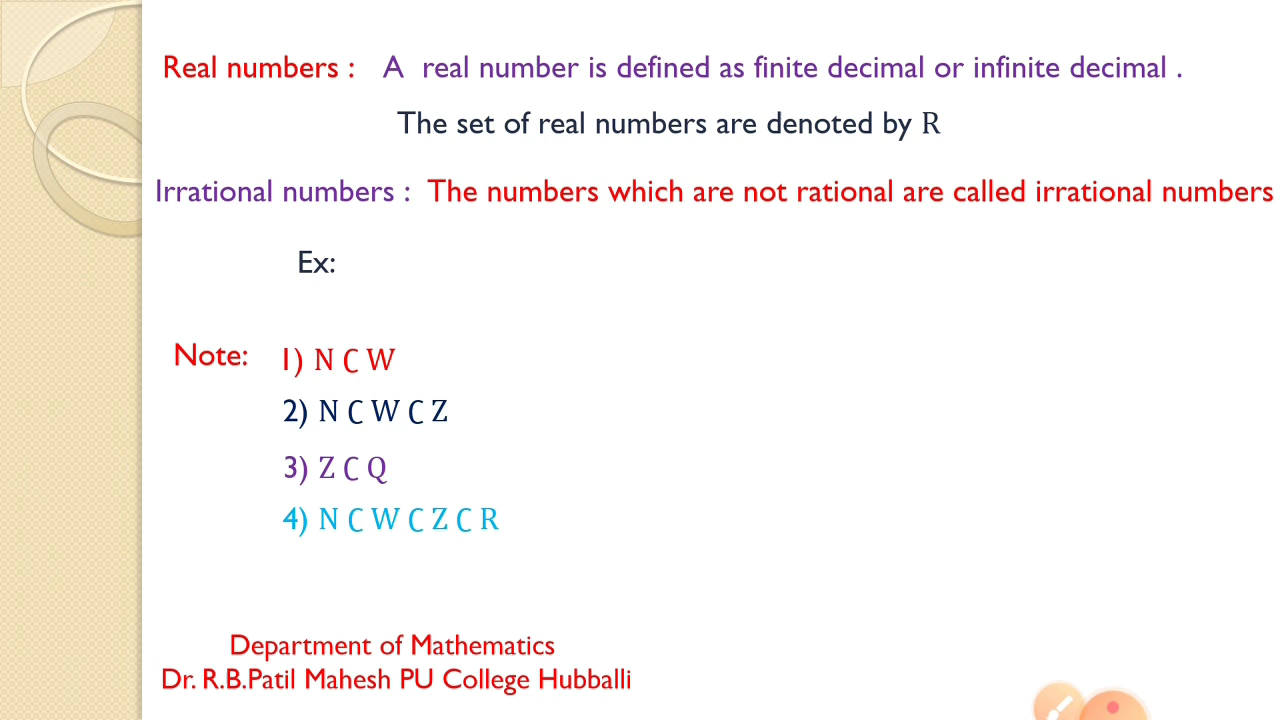 Real numbers : A real number is defined as finite decimal or infinite decimal .
The set of real numbers are denoted by R
Irrational numbers : The numbers which are not rational are called irrational numbers
Ex:
Note: 1) N ⊂ W
2) N ⊂ W ⊂ Z
3) Z ⊂ Q
4) N ⊂ W ⊂ Z ⊂ R
Department of Mathematics
Dr. R.B.Patil Mahesh PU College Hubballi